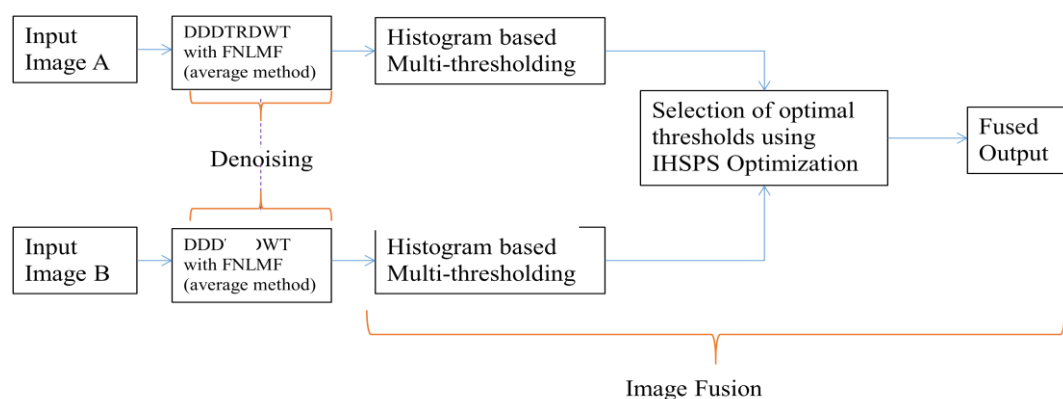 Input
Image A
DDDTRDWT
with FNLMF
(average method)
Histogram based
Multi-thresholding
Selection of optimal
thresholds using
IHSPS Optimization
Fused
Output
Denoising
Input
Image B
with FNLMF
(average method)
Histogram based
Multi-thresholding
Image Fusion